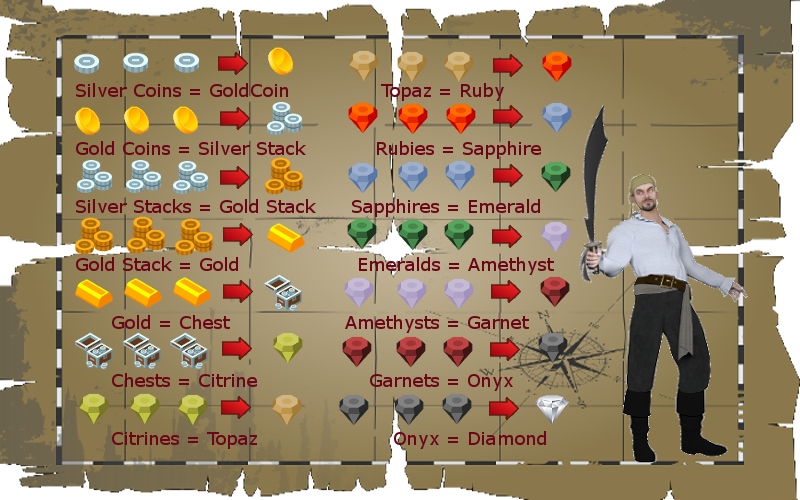 Silver Coins = GoldCoin
Gold Coins = Silver Stack
Silver Stacks = Gold Stack
Gold Stack = Gold
Gold = Chest
Chests = Citrine
Citrines = Topaz
Topaz = Ruby
Rubies = Sapphire
Sapphires = Emerald
Emeralds = Amethyst
Amethysts = Garnet
Garnets = Onyx
Onyx = Diamond